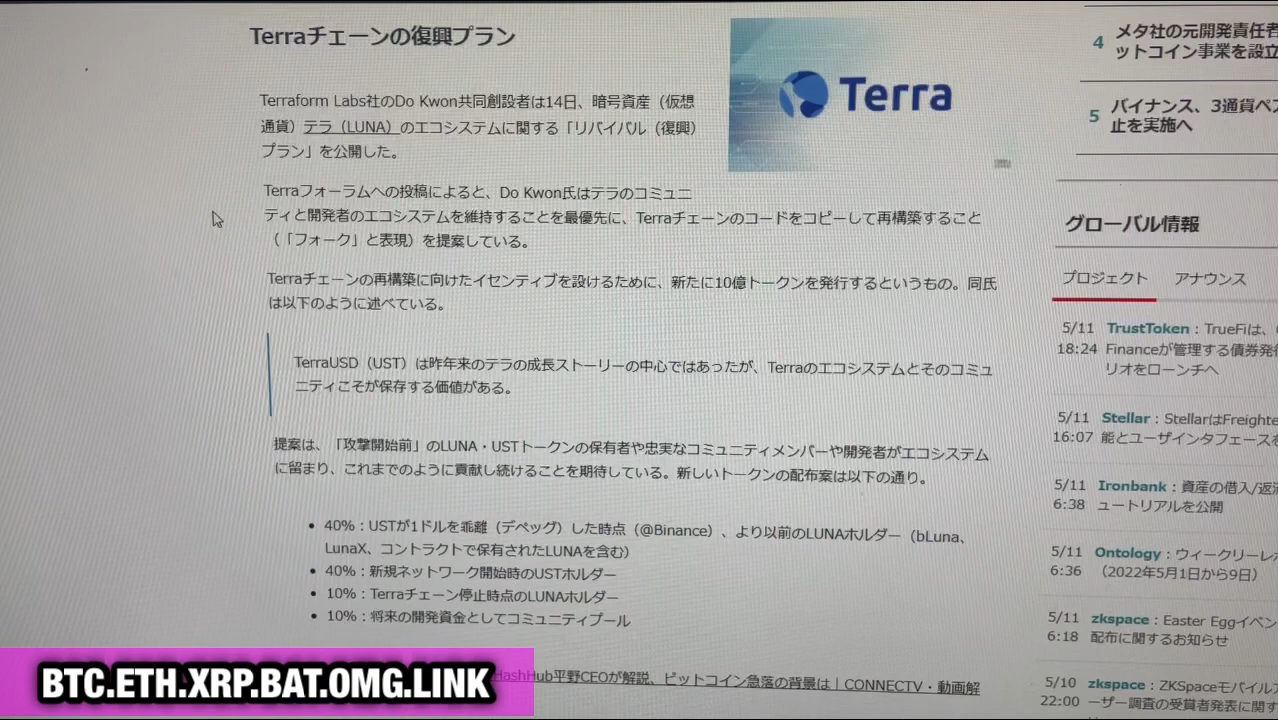 Terraチェーンの復興プラン
Terra
Terraform Labs社のDo Kwon共同創設者は14日、暗号資産（仮想
通貨）テラ（LUNA）のエコシステムに関する「リバイバル（復興）
プラン」を公開した。
Terraフォーラムへの投稿によると、Do Kwon氏はテラのコミュニ
ティと開発者のエコシステムを維持することを最優先に、Terraチェーンのコードをコピーして再構築すること
（「フォーク」と表現）を提案している。
Terraチェーンの再構築に向けたイセンティブを設けるために、新たに10億トークンを発行するというもの。同氏
は以下のように述べている。
TerraUSD（UST）は昨年来のテラの成長ストーリーの中心ではあったが、Terraのエコシステムとそのコミュ
ニティこそが保存する価値がある。
提案は、「攻撃開始前」のLUNA・USTトークンの保有者や忠実なコミュニティメンバーや開発者がエコシステム
に留まり、これまでのように貢献し続けることを期待している。新しいトークンの配布案は以下の通り。
• 40%：USTが1ドルを乖離（デペッグ）した時点（@Binance）、より以前のLUNAホルダー（bLuna、
LunaX、コントラクトで保有されたLUNAを含む）
• 40%：新規ネットワーク開始時のUSTホルダー
• 10%：Terraチェーン停止時点のLUNAホルダー
• 10%：将来の開発資金としてコミュニティプール
HashHub平野CEOが解説、ビットコイン急落の背景は｜CONNECTV・動画解
BTC.ETH.XRP.BAT.OMG.LINK
4 メタ社の元開発責任者
ットコイン事業を設立
5 バイナンス、3通貨ペア
止を実施へ
グローバル情報
プロジェクト アナウンス
5/11 TrustToken：TrueFiは、
18:24 Financeが管理する債券発行
リオをローンチへ
5/11 Stellar：StellarはFreighte
16:07 能とユーザインタフェースを
5/11 Ironbank：資産の借入/返済
6:38 ュートリアルを公開
5/11 Ontology：ウィークリーレポ
6:36 （2022年5月1日から9日）
5/11 zkspace：Easter Eggイベン
6:18 配布に関するお知らせ
5/10 zkspace：ZKSpaceモバイルア
22:00 ーザー調査の受賞者発表に関す